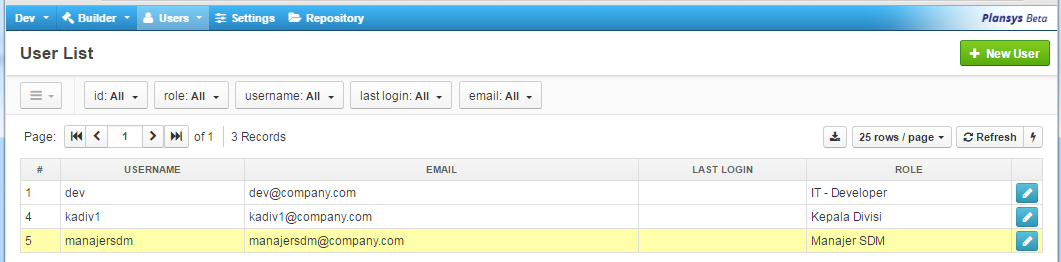 Dev Builder Users Settings Repository Plansys Beta
User List New User
id: All role: All username: All last login: All email: All
Page: 1 of 1 3 Records 25 rows / page Refresh
# USERNAME EMAIL LAST LOGIN ROLE
1 dev dev@company.com IT - Developer
4 kadiv1 kadiv1@company.com Kepala Divisi
5 manajersdm manajersdm@company.com Manajer SDM